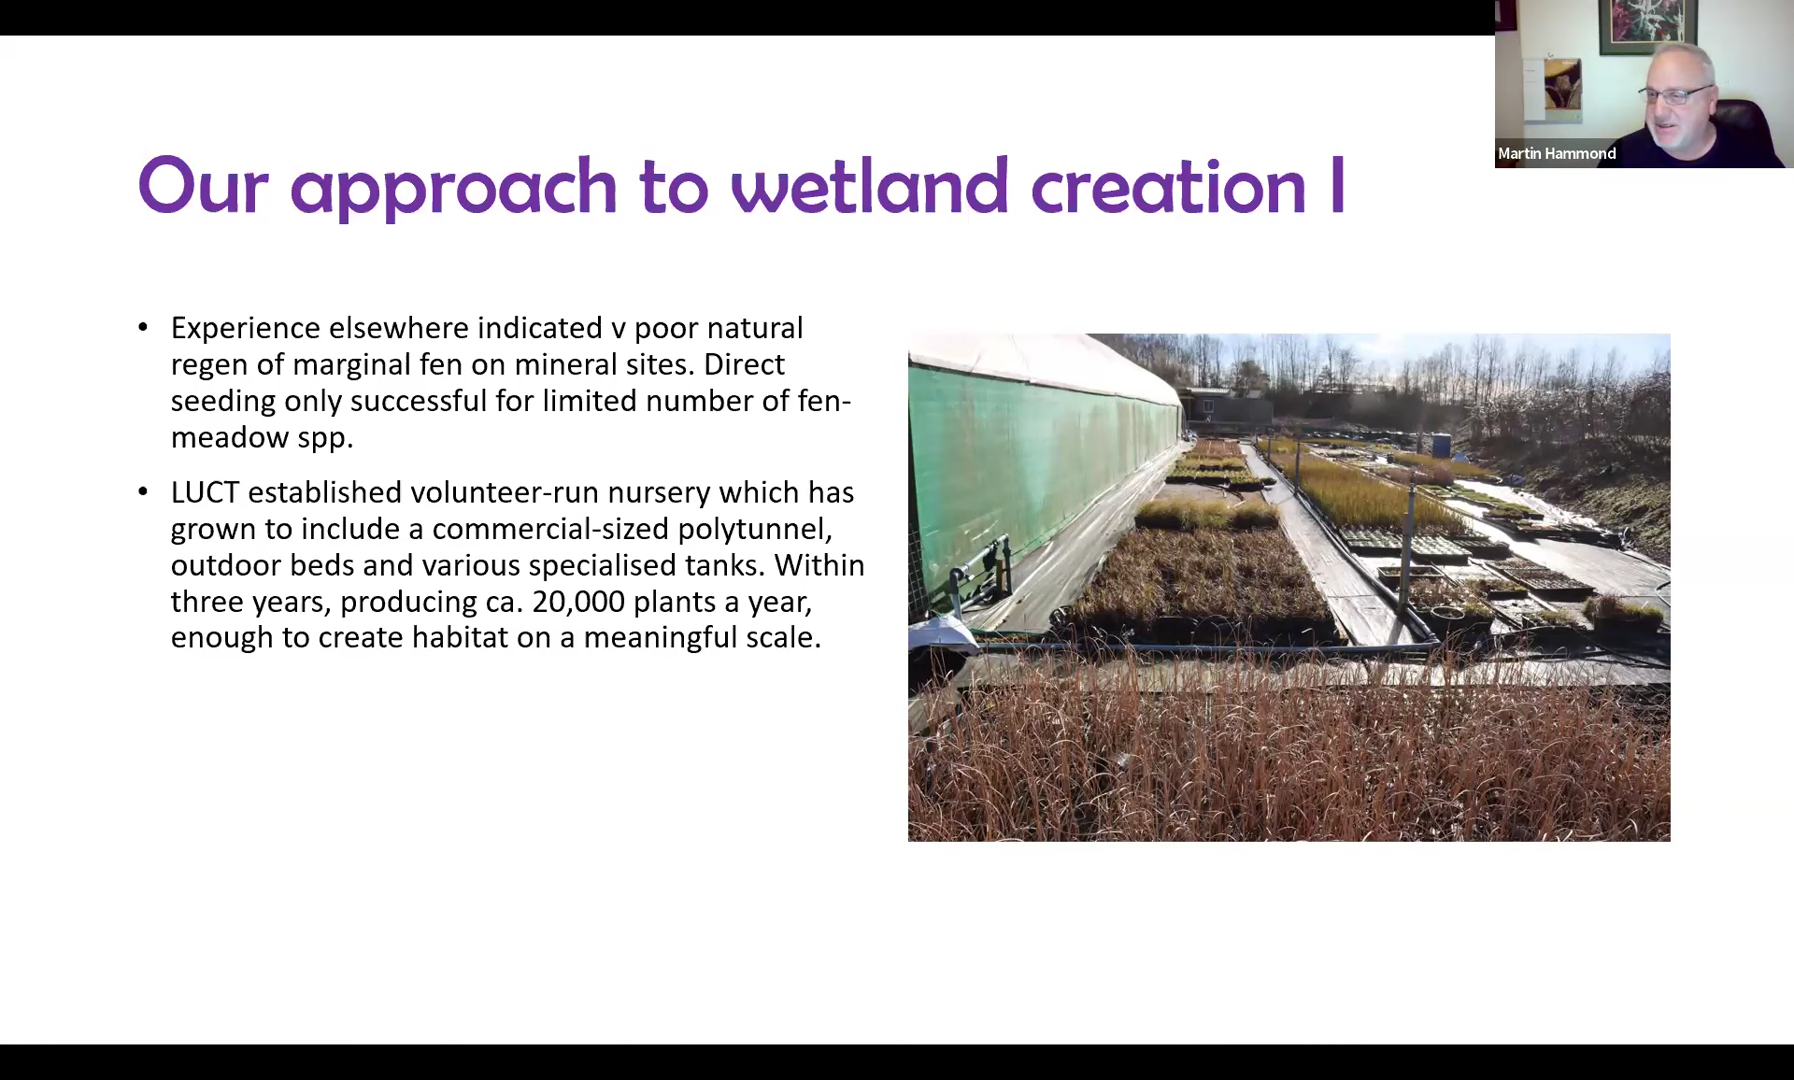 Martin Hammond
Our approach to wetland creation I
• Experience elsewhere indicated v poor natural
regen of marginal fen on mineral sites. Direct
seeding only successful for limited number of fen-
meadow spp.
• LUCT established volunteer-run nursery which has
grown to include a commercial-sized polytunnel,
outdoor beds and various specialised tanks. Within
three years, producing ca. 20,000 plants a year,
enough to create habitat on a meaningful scale.